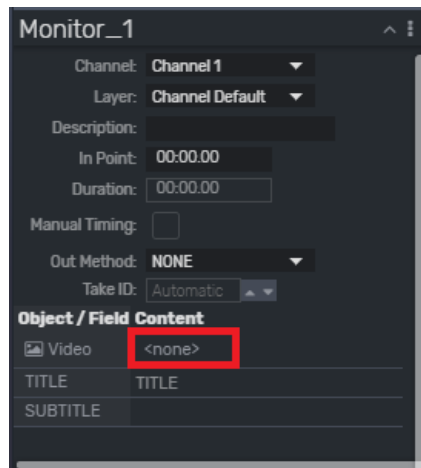 Monitor_1
Channel: Channel 1
Layer: Channel Default
Description:
In Point: 00:00.00
Duration: 00:00.00
Manual Timing:
Out Method: NONE
Take ID: Automatic
Object / Field Content
Video <none>
TITLE TITLE
SUBTITLE